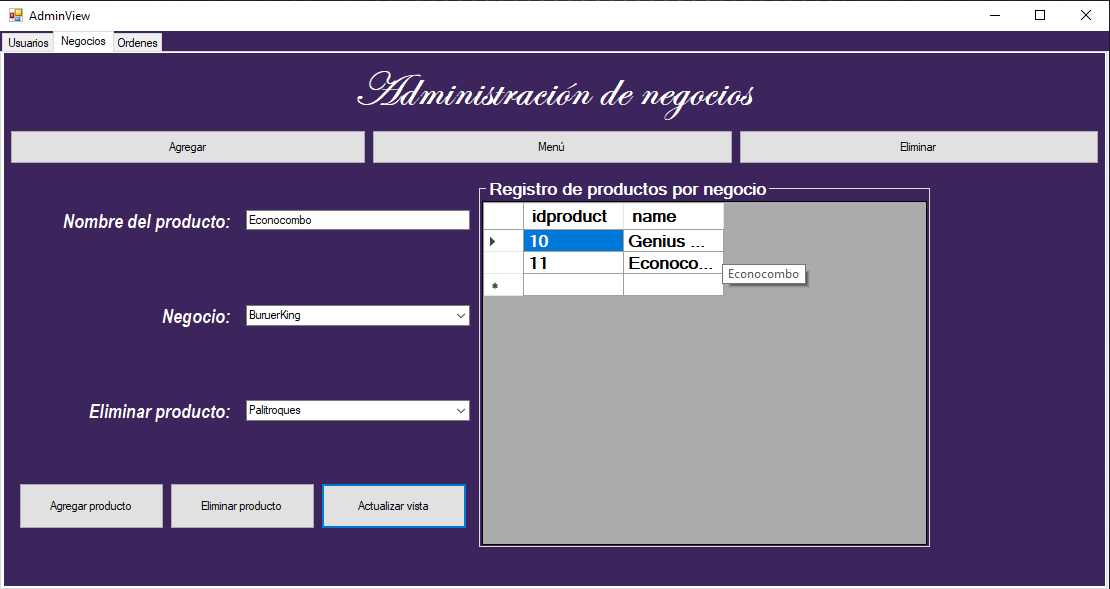 AdminView
Usuarios Negocios Ordenes
Administración de negocios
Agregar Menú Eliminar
Registro de productos por negocio
Nombre del producto: Econocombo
idproduct name
10 Genius ...
11 Econoco...
Econocombo
Negocio: BuruerKing
Eliminar producto: Palitroques
Agregar producto Eliminar producto Actualizar vista